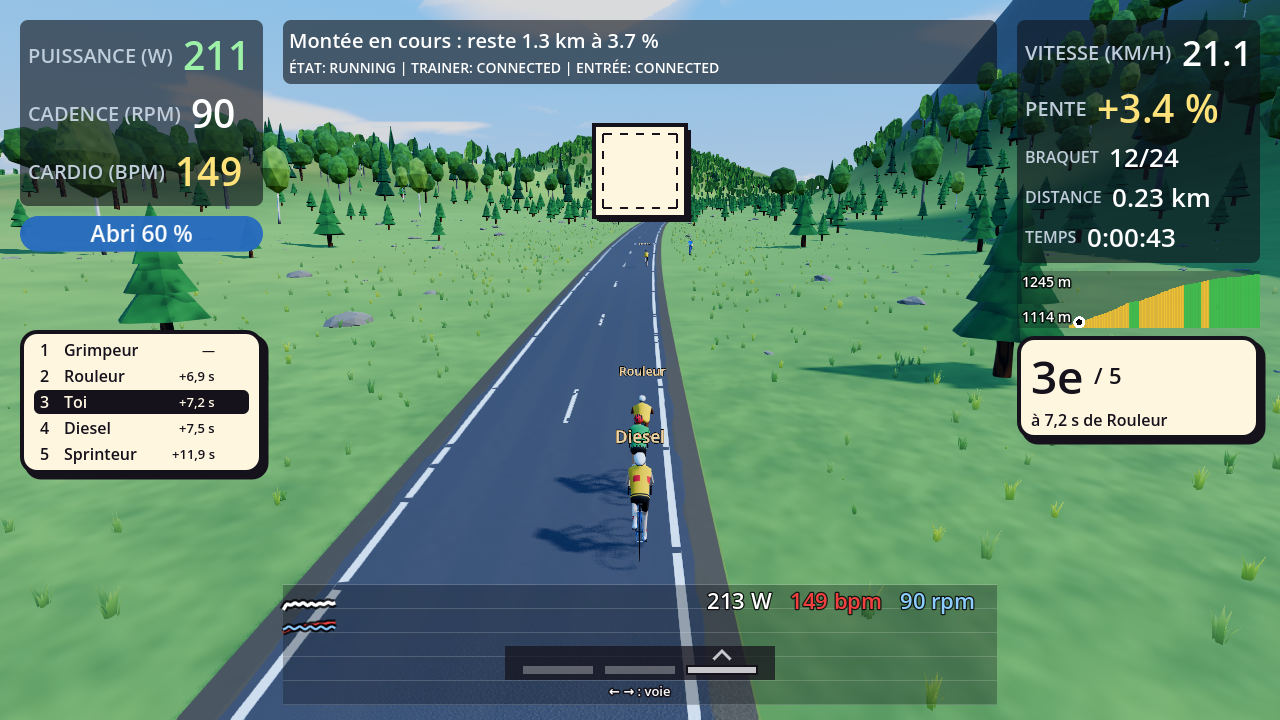 PUISSANCE (W) 211
CADENCE (RPM) 90
CARDIO (BPM) 149
Abri 60 %
Montée en cours : reste 1.3 km à 3.7 %
ÉTAT: RUNNING | TRAINER: CONNECTED | ENTRÉE: CONNECTED
VITESSE (KM/H) 21.1
PENTE +3.4 %
BRAQUET 12/24
DISTANCE 0.23 km
TEMPS 0:00:43
1245 m
1114 m
1 Grimpeur —
2 Rouleur +6,9 s
3 Toi +7,2 s
4 Diesel +7,5 s
5 Sprinteur +11,9 s
3e / 5
à 7,2 s de Rouleur
Rouleur
Diesel
213 W 149 bpm 90 rpm
← → : voie